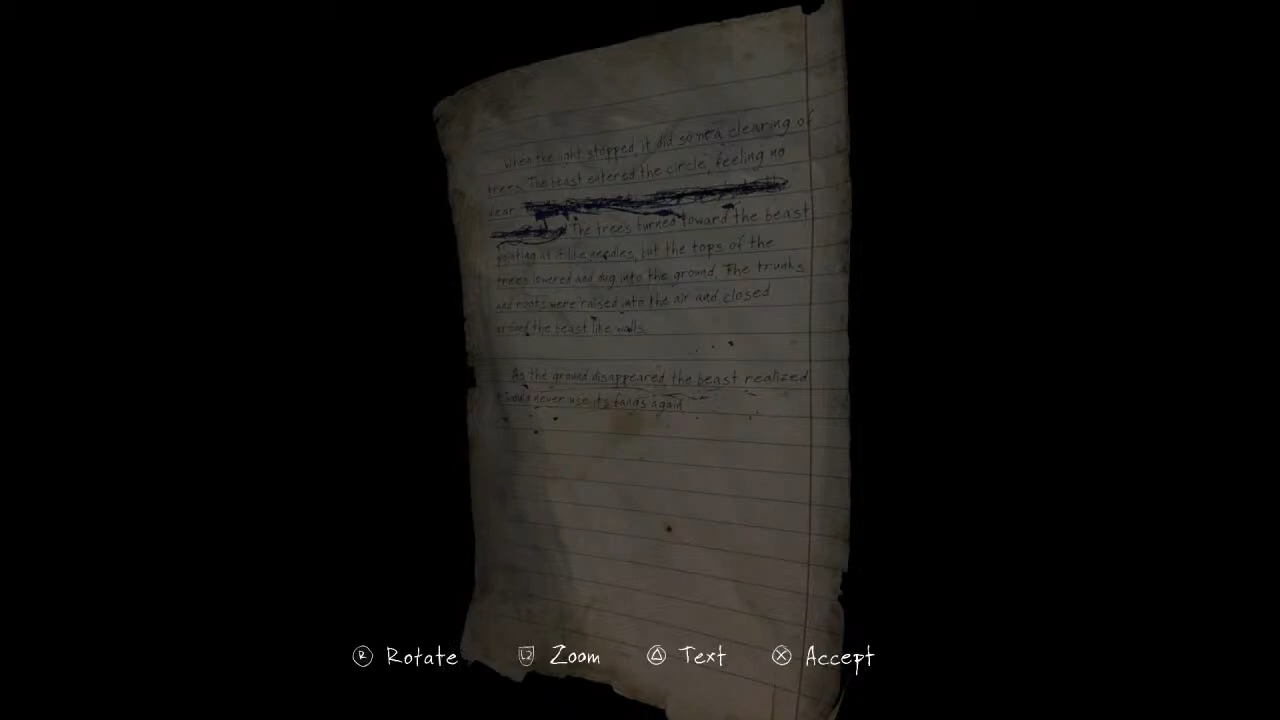 when the light stopped, it did so in a clearing of
trees. The beast entered the circle, feeling no
The trees turned toward the beast
pointing at it like needles, but the tops of the
trees lowered and dug into the ground. The trunks
and roots were raised into the air and closed
around the beast like walls.
As the ground disappeared, the beast realized
it would never use its fangs again
Rotate
L2 Zoom
Text
Accept